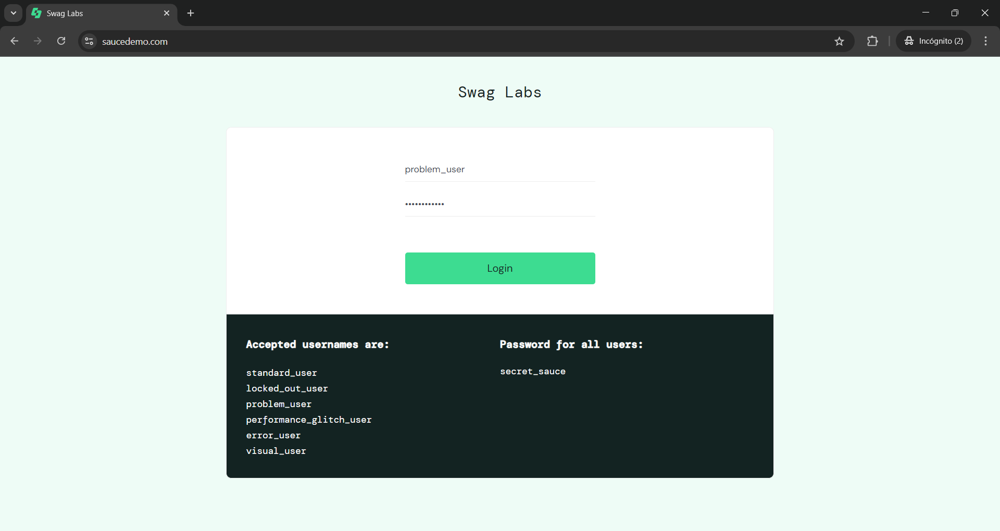 Swag Labs
saucedemo.com
Incógnito (2)
Swag Labs
problem_user
••••••••••••
Login
Accepted usernames are:
standard_user
locked_out_user
problem_user
performance_glitch_user
error_user
visual_user
Password for all users:
secret_sauce